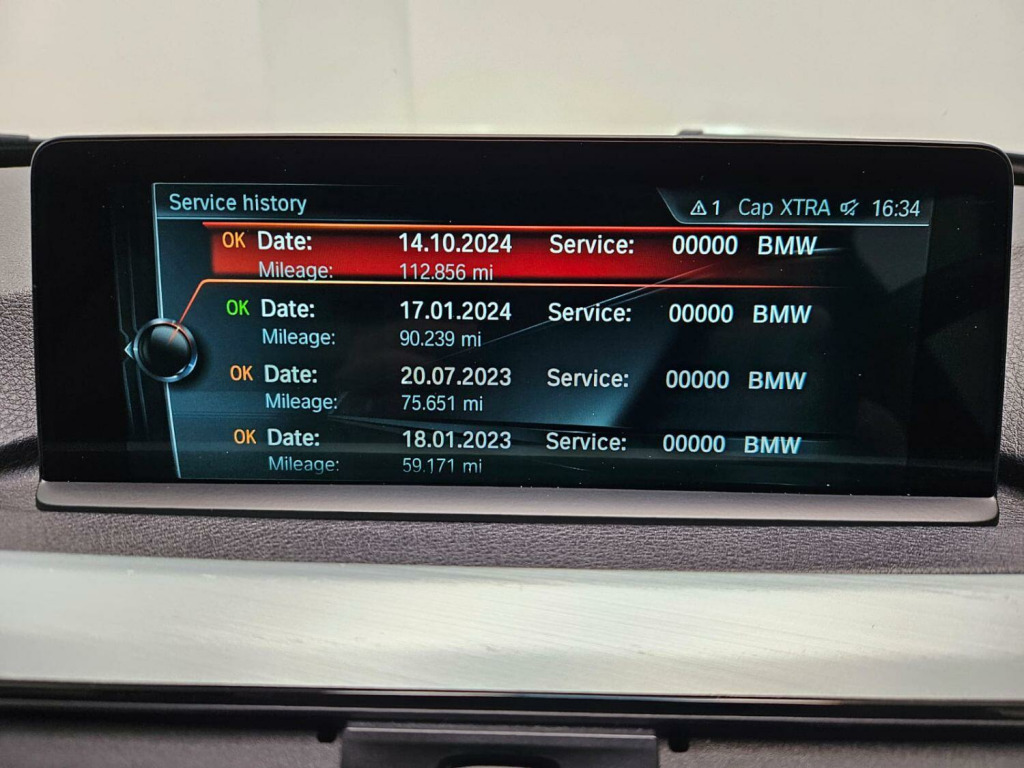 Service history ⚠1 Cap XTRA 16:34
OK Date: 14.10.2024 Service: 00000 BMW
Mileage: 112.856 mi
OK Date: 17.01.2024 Service: 00000 BMW
Mileage: 90.239 mi
OK Date: 20.07.2023 Service: 00000 BMW
Mileage: 75.651 mi
OK Date: 18.01.2023 Service: 00000 BMW
Mileage: 59.171 mi